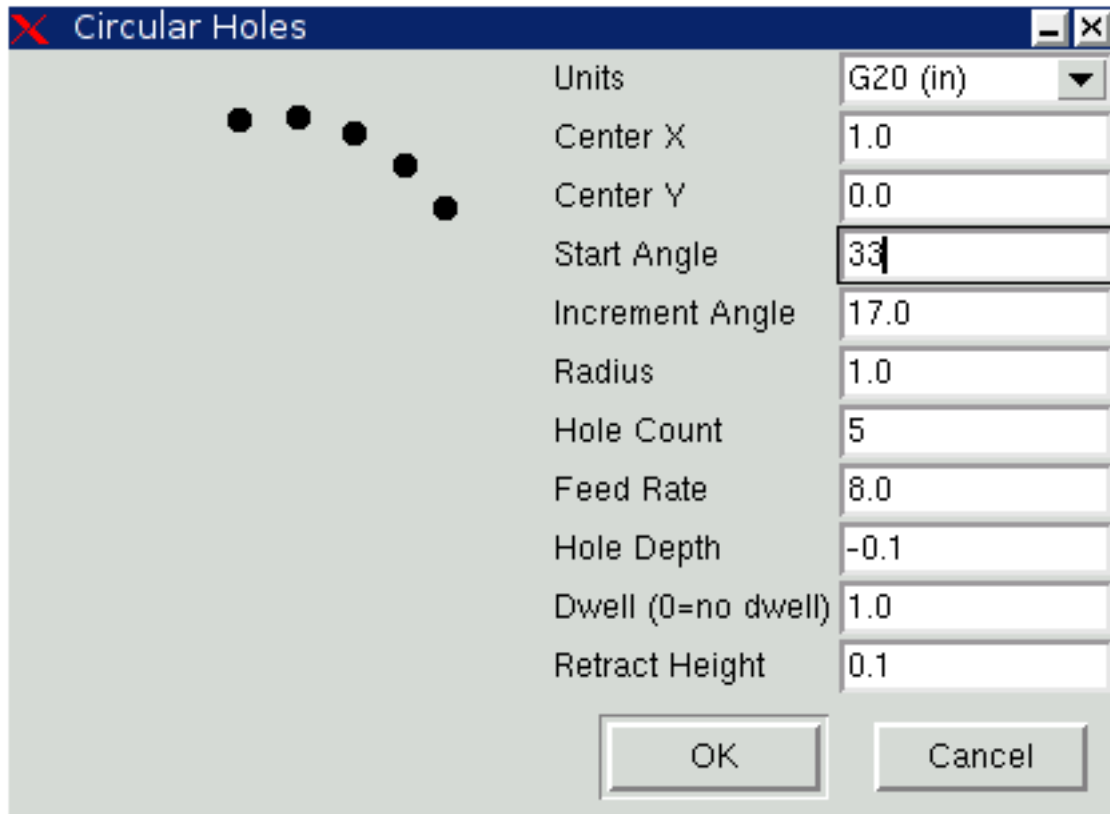 Circular Holes
Units G20 (in)
Center X 1.0
Center Y 0.0
Start Angle 33
Increment Angle 17.0
Radius 1.0
Hole Count 5
Feed Rate 8.0
Hole Depth -0.1
Dwell (0=no dwell) 1.0
Retract Height 0.1
OK Cancel